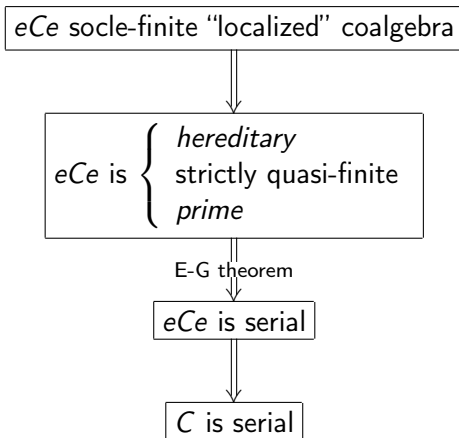 eCe socle-finite “localized” coalgebra
hereditary
eCe is { strictly quasi-finite
prime
E-G theorem
eCe is serial
C is serial